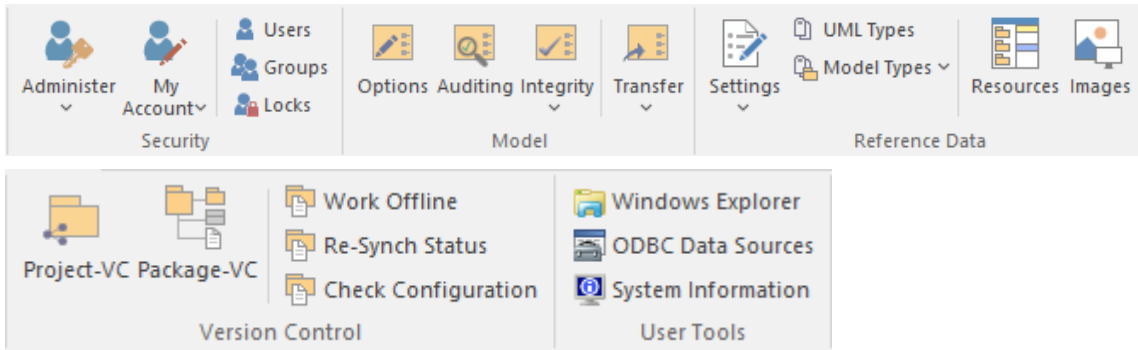 Administer
My
Account
Users
Groups
Locks
Security
Options Auditing Integrity Transfer
Model
Settings
UML Types
Model Types
Resources Images
Reference Data
Project-VC Package-VC
Work Offline
Re-Synch Status
Check Configuration
Version Control
Windows Explorer
ODBC Data Sources
System Information
User Tools